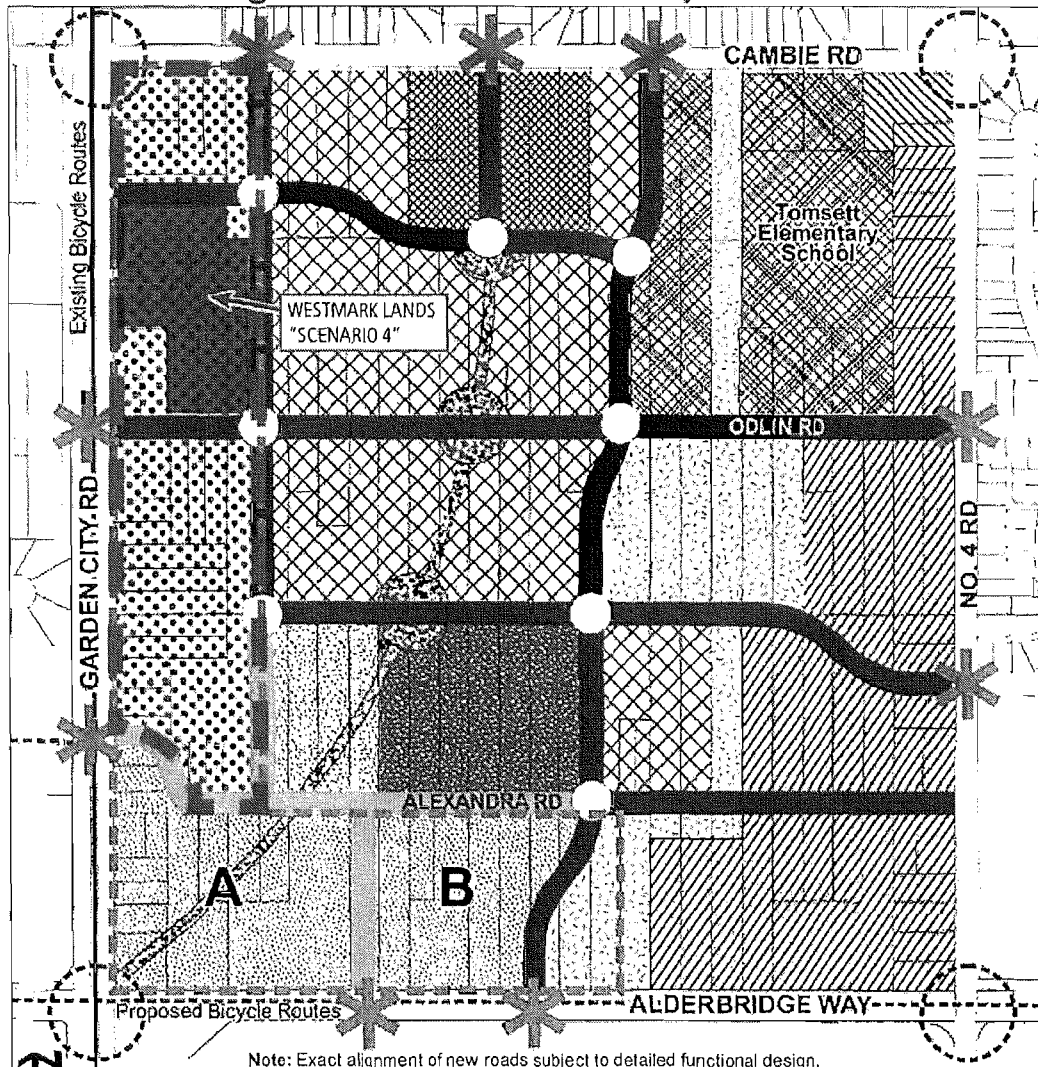 CAMBIE RD
Existing Bicycle Routes
Tomsett
Elementary
School
WESTMARK LANDS
"SCENARIO 4"
ODLIN RD
GARDEN CITY RD
NO. 4 RD
ALEXANDRA RD
A
B
Proposed Bicycle Routes
ALDERBRIDGE WAY
Note: Exact alignment of new roads subject to detailed functional design.